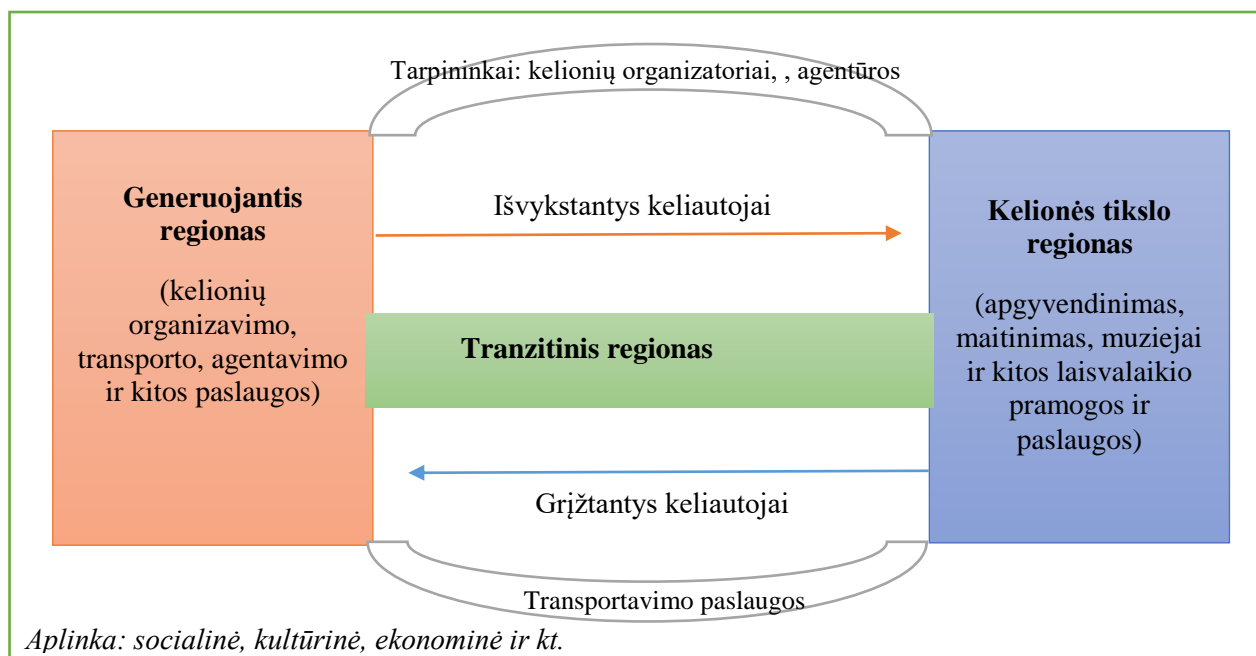 Tarpininkai: kelionių organizatoriai, , agentūros
Generuojantis
regionas
(kelionių
organizavimo,
transporto, agentavimo
ir kitos paslaugos)
Išvykstantys keliautojai
Tranzitinis regionas
Grįžtantys keliautojai
Kelionės tikslo
regionas
(apgyvendinimas,
maitinimas, muziejai
ir kitos laisvalaikio
pramogos ir
paslaugos)
Transportavimo paslaugos
Aplinka: socialinė, kultūrinė, ekonominė ir kt.